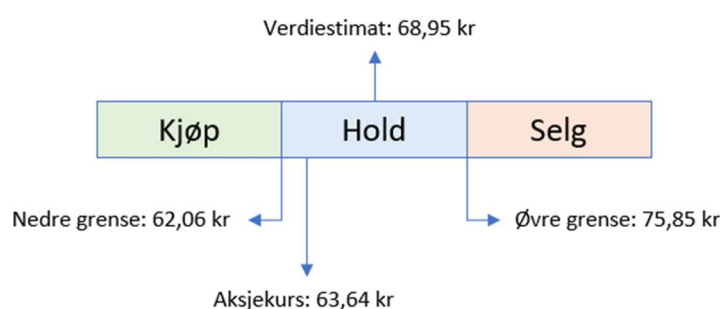 Verdiestimat: 68,95 kr
Kjøp
Hold
Selg
Nedre grense: 62,06 kr
Øvre grense: 75,85 kr
Aksjekurs: 63,64 kr